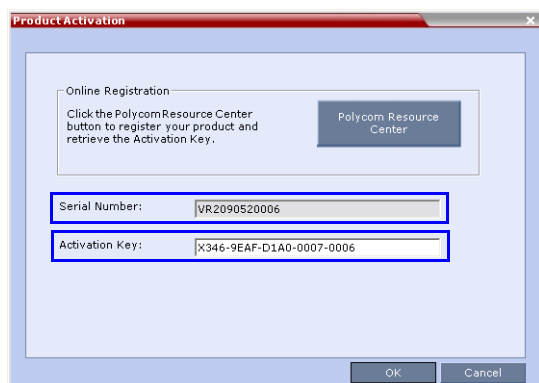 Product Activation
Online Registration
Click the Polycom Resource Center
button to register your product and
retrieve the Activation Key.
Polycom Resource
Center
Serial Number: VR2090520006
Activation Key: X346-9EAF-D1A0-0007-0006
OK Cancel